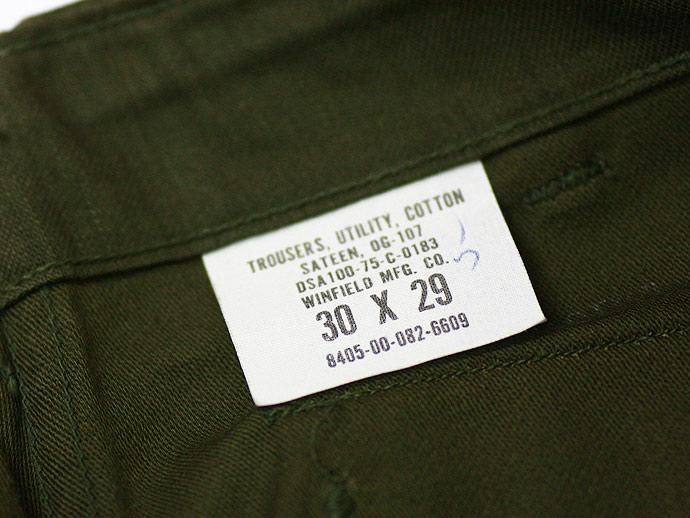 TROUSERS, UTILITY, COTTON
SATEEN, OG-107
DSA100-75-C-0183
WINFIELD MFG. CO.
30 X 29
8405-00-082-6609